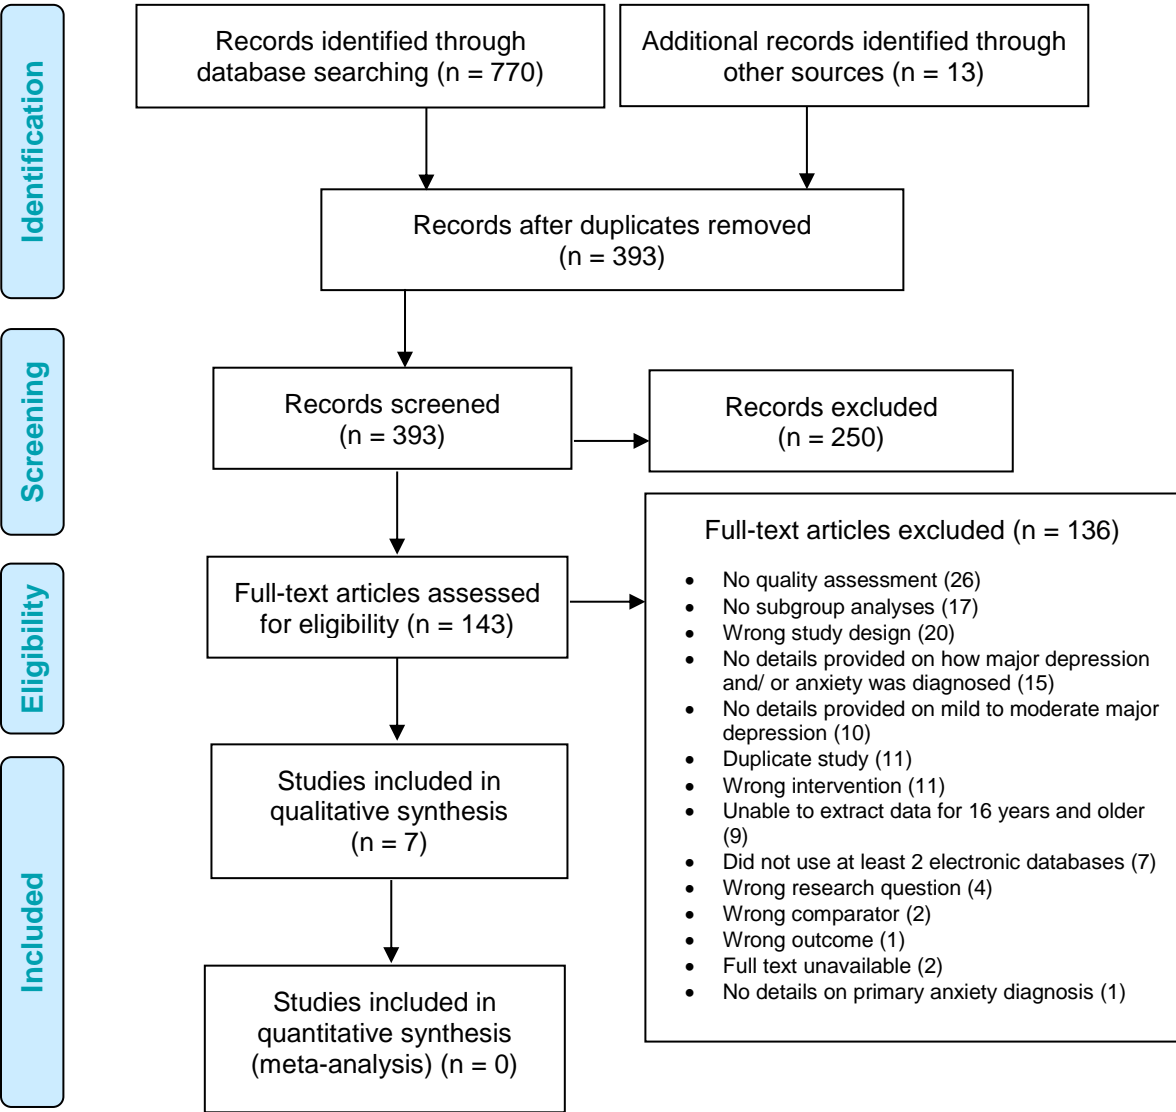 Identification
Records identified through
database searching (n = 770)
Additional records identified through
other sources (n = 13)
Records after duplicates removed
(n = 393)
Screening
Records screened
(n = 393)
Records excluded
(n = 250)
Eligibility
Full-text articles assessed
for eligibility (n = 143)
Full-text articles excluded (n = 136)
• No quality assessment (26)
• No subgroup analyses (17)
• Wrong study design (20)
• No details provided on how major depression
and/ or anxiety was diagnosed (15)
• No details provided on mild to moderate major
depression (10)
• Duplicate study (11)
• Wrong intervention (11)
• Unable to extract data for 16 years and older
(9)
• Did not use at least 2 electronic databases (7)
• Wrong research question (4)
• Wrong comparator (2)
• Wrong outcome (1)
• Full text unavailable (2)
• No details on primary anxiety diagnosis (1)
Included
Studies included in
qualitative synthesis
(n = 7)
Studies included in
quantitative synthesis
(meta-analysis) (n = 0)